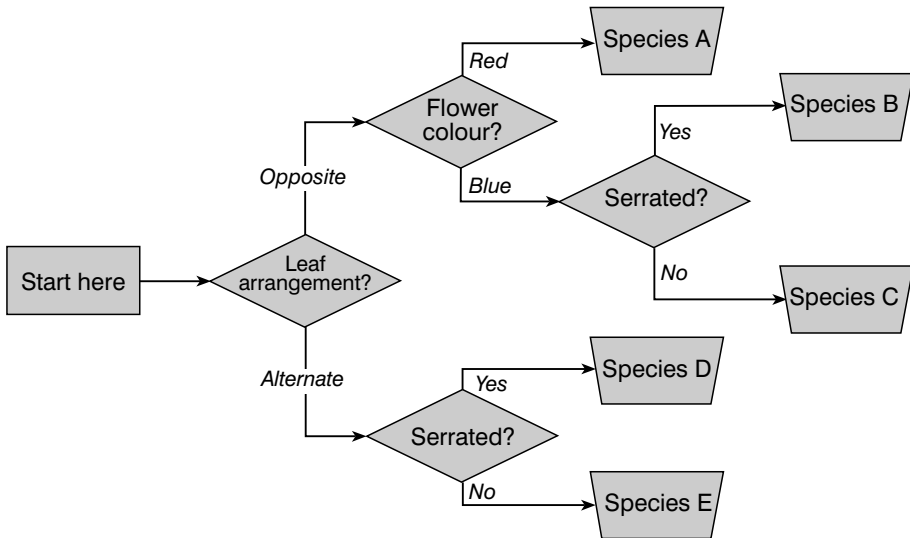 Species A
Red
Flower
colour?
Species B
Yes
Opposite
Blue
Serrated?
Start here
Leaf
arrangement?
No
Species C
Alternate
Yes
Species D
Serrated?
No
Species E